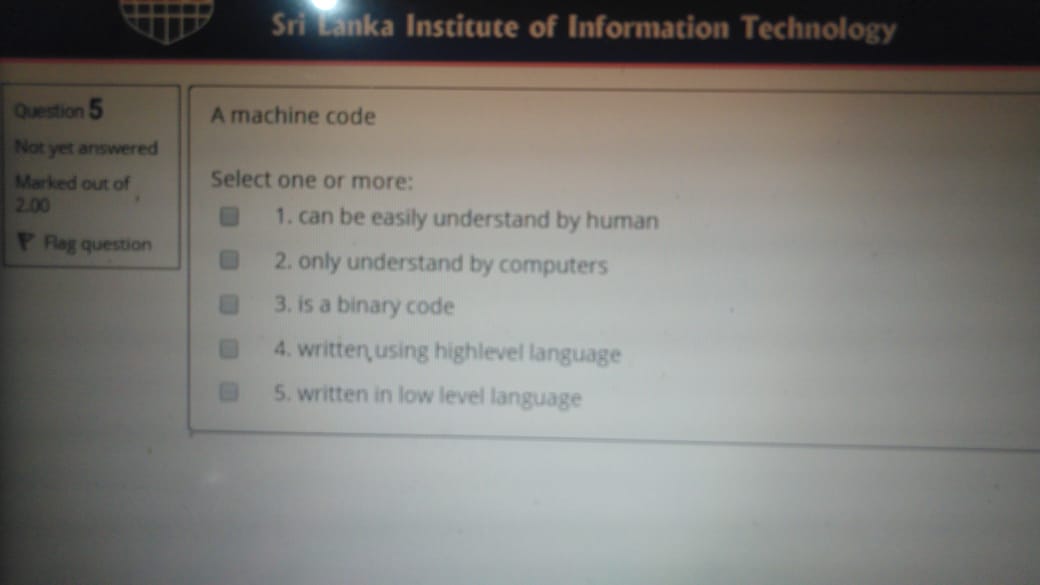 Sri Lanka Institute of Information Technology
Question 5
Not yet answered
Marked out of
2.00
Flag question
A machine code
Select one or more:
1. can be easily understand by human
2. only understand by computers
3. is a binary code
4. written using highlevel language
5. written in low level language